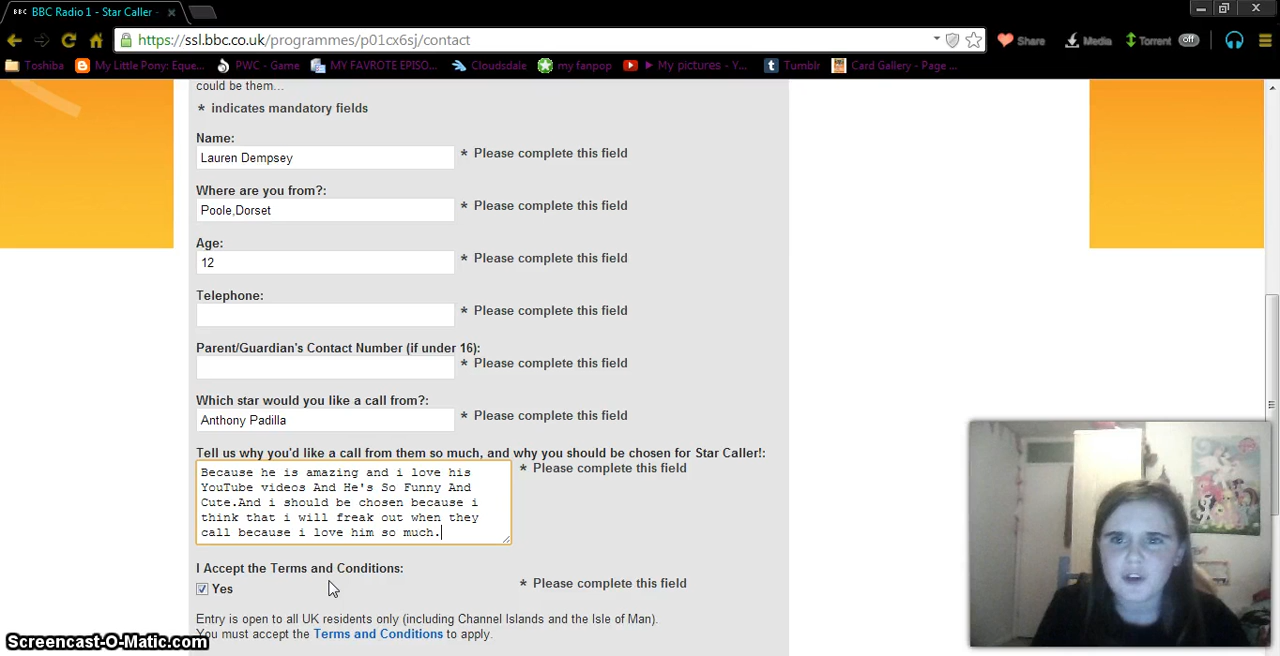 BBC BBC Radio 1 - Star Caller -
https://ssl.bbc.co.uk/programmes/p01cx6sj/contact
Share Media Torrent off
Toshiba My Little Pony: Eque... PWC - Game MY FAVROTE EPISO... Cloudsdale my fanpop My pictures - Y... Tumblr Card Gallery - Page ...
could be them...
* indicates mandatory fields
Name:
Lauren Dempsey * Please complete this field
Where are you from?:
Poole,Dorset * Please complete this field
Age:
12 * Please complete this field
Telephone:
* Please complete this field
Parent/Guardian's Contact Number (if under 16):
* Please complete this field
Which star would you like a call from?:
Anthony Padilla * Please complete this field
Tell us why you'd like a call from them so much, and why you should be chosen for Star Caller!:
* Please complete this field
Because he is amazing and i love his
YouTube videos And He's So Funny And
Cute.And i should be chosen because i
think that i will freak out when they
call because i love him so much.
I Accept the Terms and Conditions:
Yes * Please complete this field
Entry is open to all UK residents only (including Channel Islands and the Isle of Man).
You must accept the Terms and Conditions to apply.
Screencast-O-Matic.com